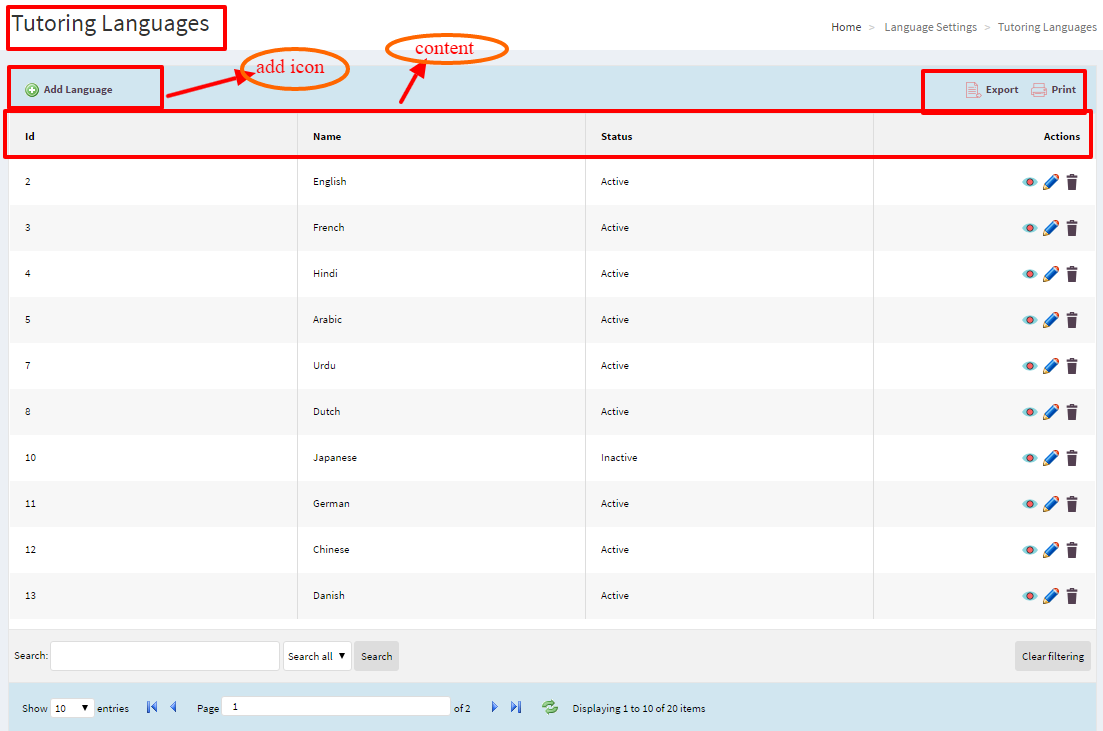 Tutoring Languages
Home > Language Settings > Tutoring Languages
add icon
content
Add Language
Export Print
Id Name Status Actions
2 English Active
3 French Active
4 Hindi Active
5 Arabic Active
7 Urdu Active
8 Dutch Active
10 Japanese Inactive
11 German Active
12 Chinese Active
13 Danish Active
Search: Search all Search Clear filtering
Show 10 entries Page 1 of 2 Displaying 1 to 10 of 20 items